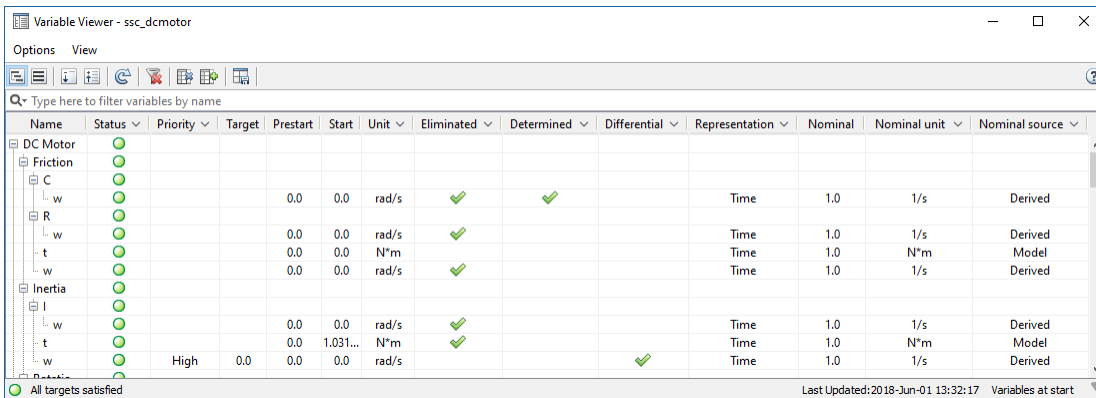 Variable Viewer - ssc_dcmotor
Options View
Type here to filter variables by name
Name Status Priority Target Prestart Start Unit Eliminated Determined Differential Representation Nominal Nominal unit Nominal source
DC Motor
Friction
C
w 0.0 0.0 rad/s Time 1.0 1/s Derived
R
w 0.0 0.0 rad/s Time 1.0 1/s Derived
t 0.0 0.0 N*m Time 1.0 N*m Model
w 0.0 0.0 rad/s Time 1.0 1/s Derived
Inertia
I
w 0.0 0.0 rad/s Time 1.0 1/s Derived
t 0.0 1.031... N*m Time 1.0 N*m Model
w High 0.0 0.0 0.0 rad/s Time 1.0 1/s Derived
All targets satisfied Last Updated:2018-Jun-01 13:32:17 Variables at start